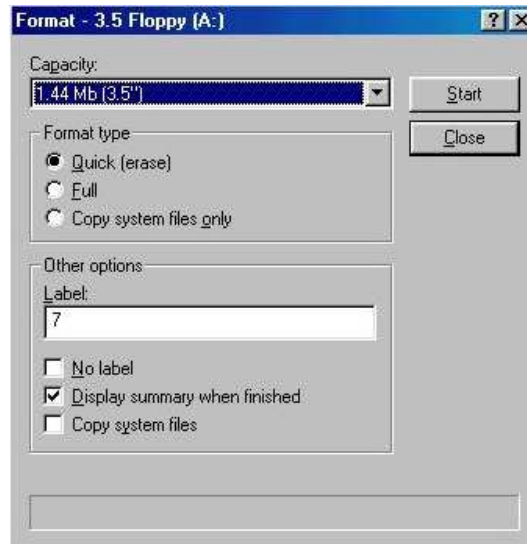 Format - 3.5 Floppy (A:)
Capacity:
1.44 Mb (3.5")
Start
Close
Format type
Quick (erase)
Full
Copy system files only
Other options
Label:
7
No label
Display summary when finished
Copy system files